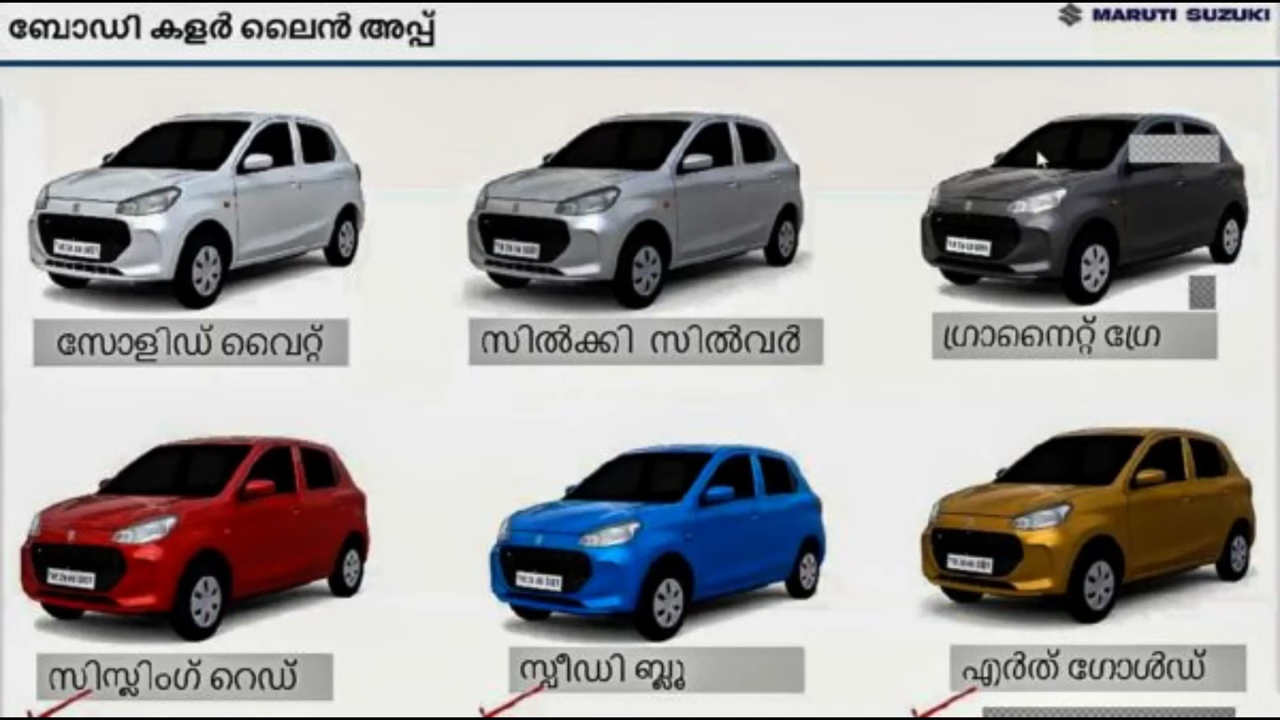 ബോഡി കളർ ലൈൻ അപ്പ്
MARUTI SUZUKI
സോളിഡ് വൈറ്റ്
സിൽക്കി സിൽവർ
ഗ്രാനൈറ്റ് ഗ്രേ
സിസ്ലിംഗ് റെഡ്
സ്പീഡി ബ്ലൂ
എർത് ഗോൾഡ്